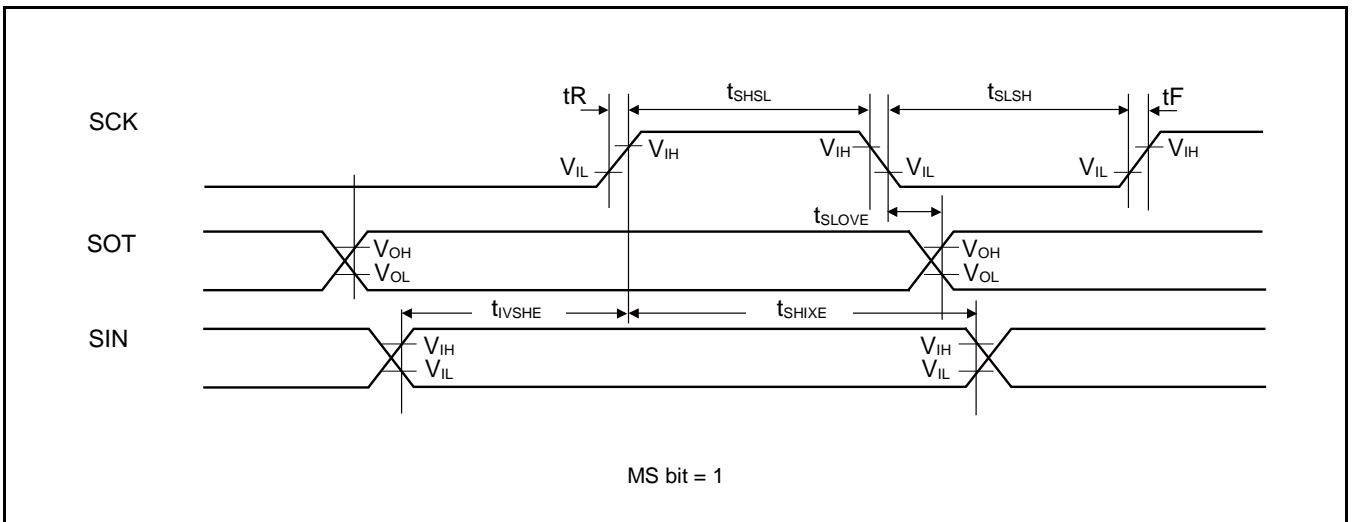 tR tSHSL tSLSH tF
SCK
VIH VIH VIH
VIL VIL VIL
tSLOVE
SOT
VOH VOH
VOL VOL
tIVSHE tSHIXE
SIN
VIH VIH
VIL VIL
MS bit = 1